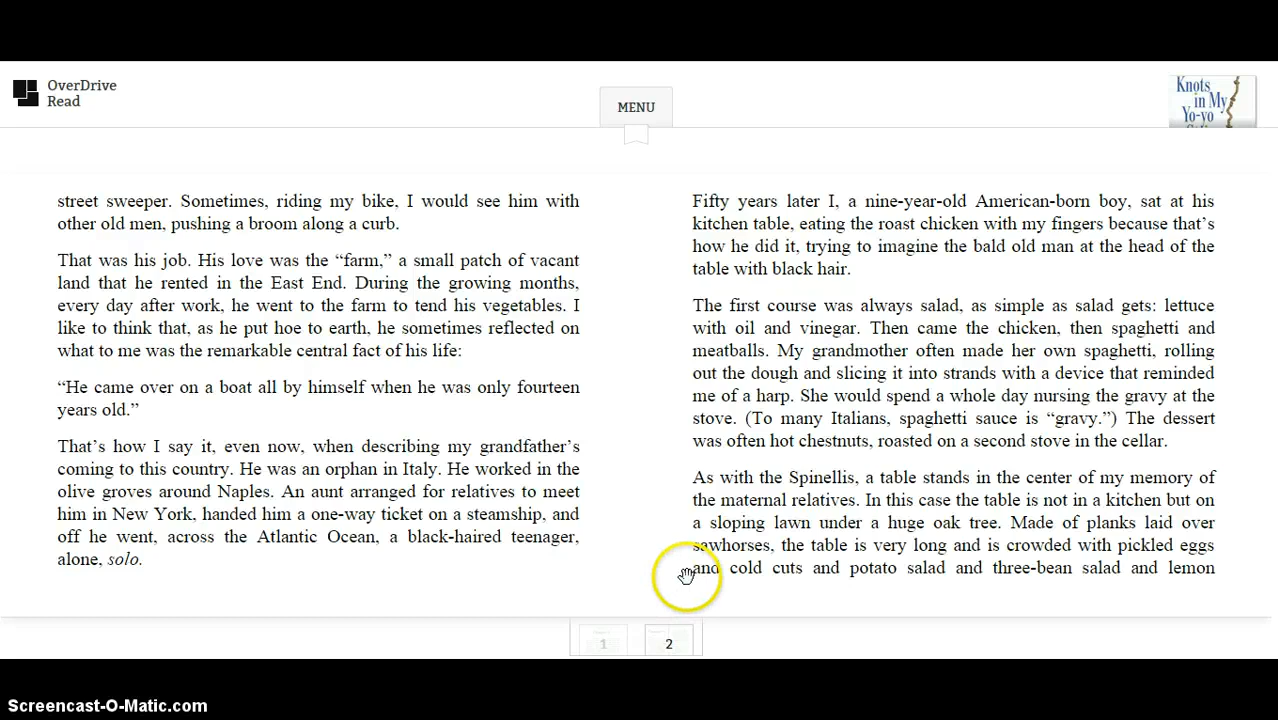 OverDrive
Read
MENU
Knots
in My
Yo-yo
street sweeper. Sometimes, riding my bike, I would see him with
other old men, pushing a broom along a curb.
That was his job. His love was the “farm,” a small patch of vacant
land that he rented in the East End. During the growing months,
every day after work, he went to the farm to tend his vegetables. I
like to think that, as he put hoe to earth, he sometimes reflected on
what to me was the remarkable central fact of his life:
“He came over on a boat all by himself when he was only fourteen
years old.”
That’s how I say it, even now, when describing my grandfather’s
coming to this country. He was an orphan in Italy. He worked in the
olive groves around Naples. An aunt arranged for relatives to meet
him in New York, handed him a one-way ticket on a steamship, and
off he went, across the Atlantic Ocean, a black-haired teenager,
alone, solo.
Fifty years later I, a nine-year-old American-born boy, sat at his
kitchen table, eating the roast chicken with my fingers because that’s
how he did it, trying to imagine the bald old man at the head of the
table with black hair.
The first course was always salad, as simple as salad gets: lettuce
with oil and vinegar. Then came the chicken, then spaghetti and
meatballs. My grandmother often made her own spaghetti, rolling
out the dough and slicing it into strands with a device that reminded
me of a harp. She would spend a whole day nursing the gravy at the
stove. (To many Italians, spaghetti sauce is “gravy.”) The dessert
was often hot chestnuts, roasted on a second stove in the cellar.
As with the Spinellis, a table stands in the center of my memory of
the maternal relatives. In this case the table is not in a kitchen but on
a sloping lawn under a huge oak tree. Made of planks laid over
sawhorses, the table is very long and is crowded with pickled eggs
and cold cuts and potato salad and three-bean salad and lemon
1
2
Screencast-O-Matic.com